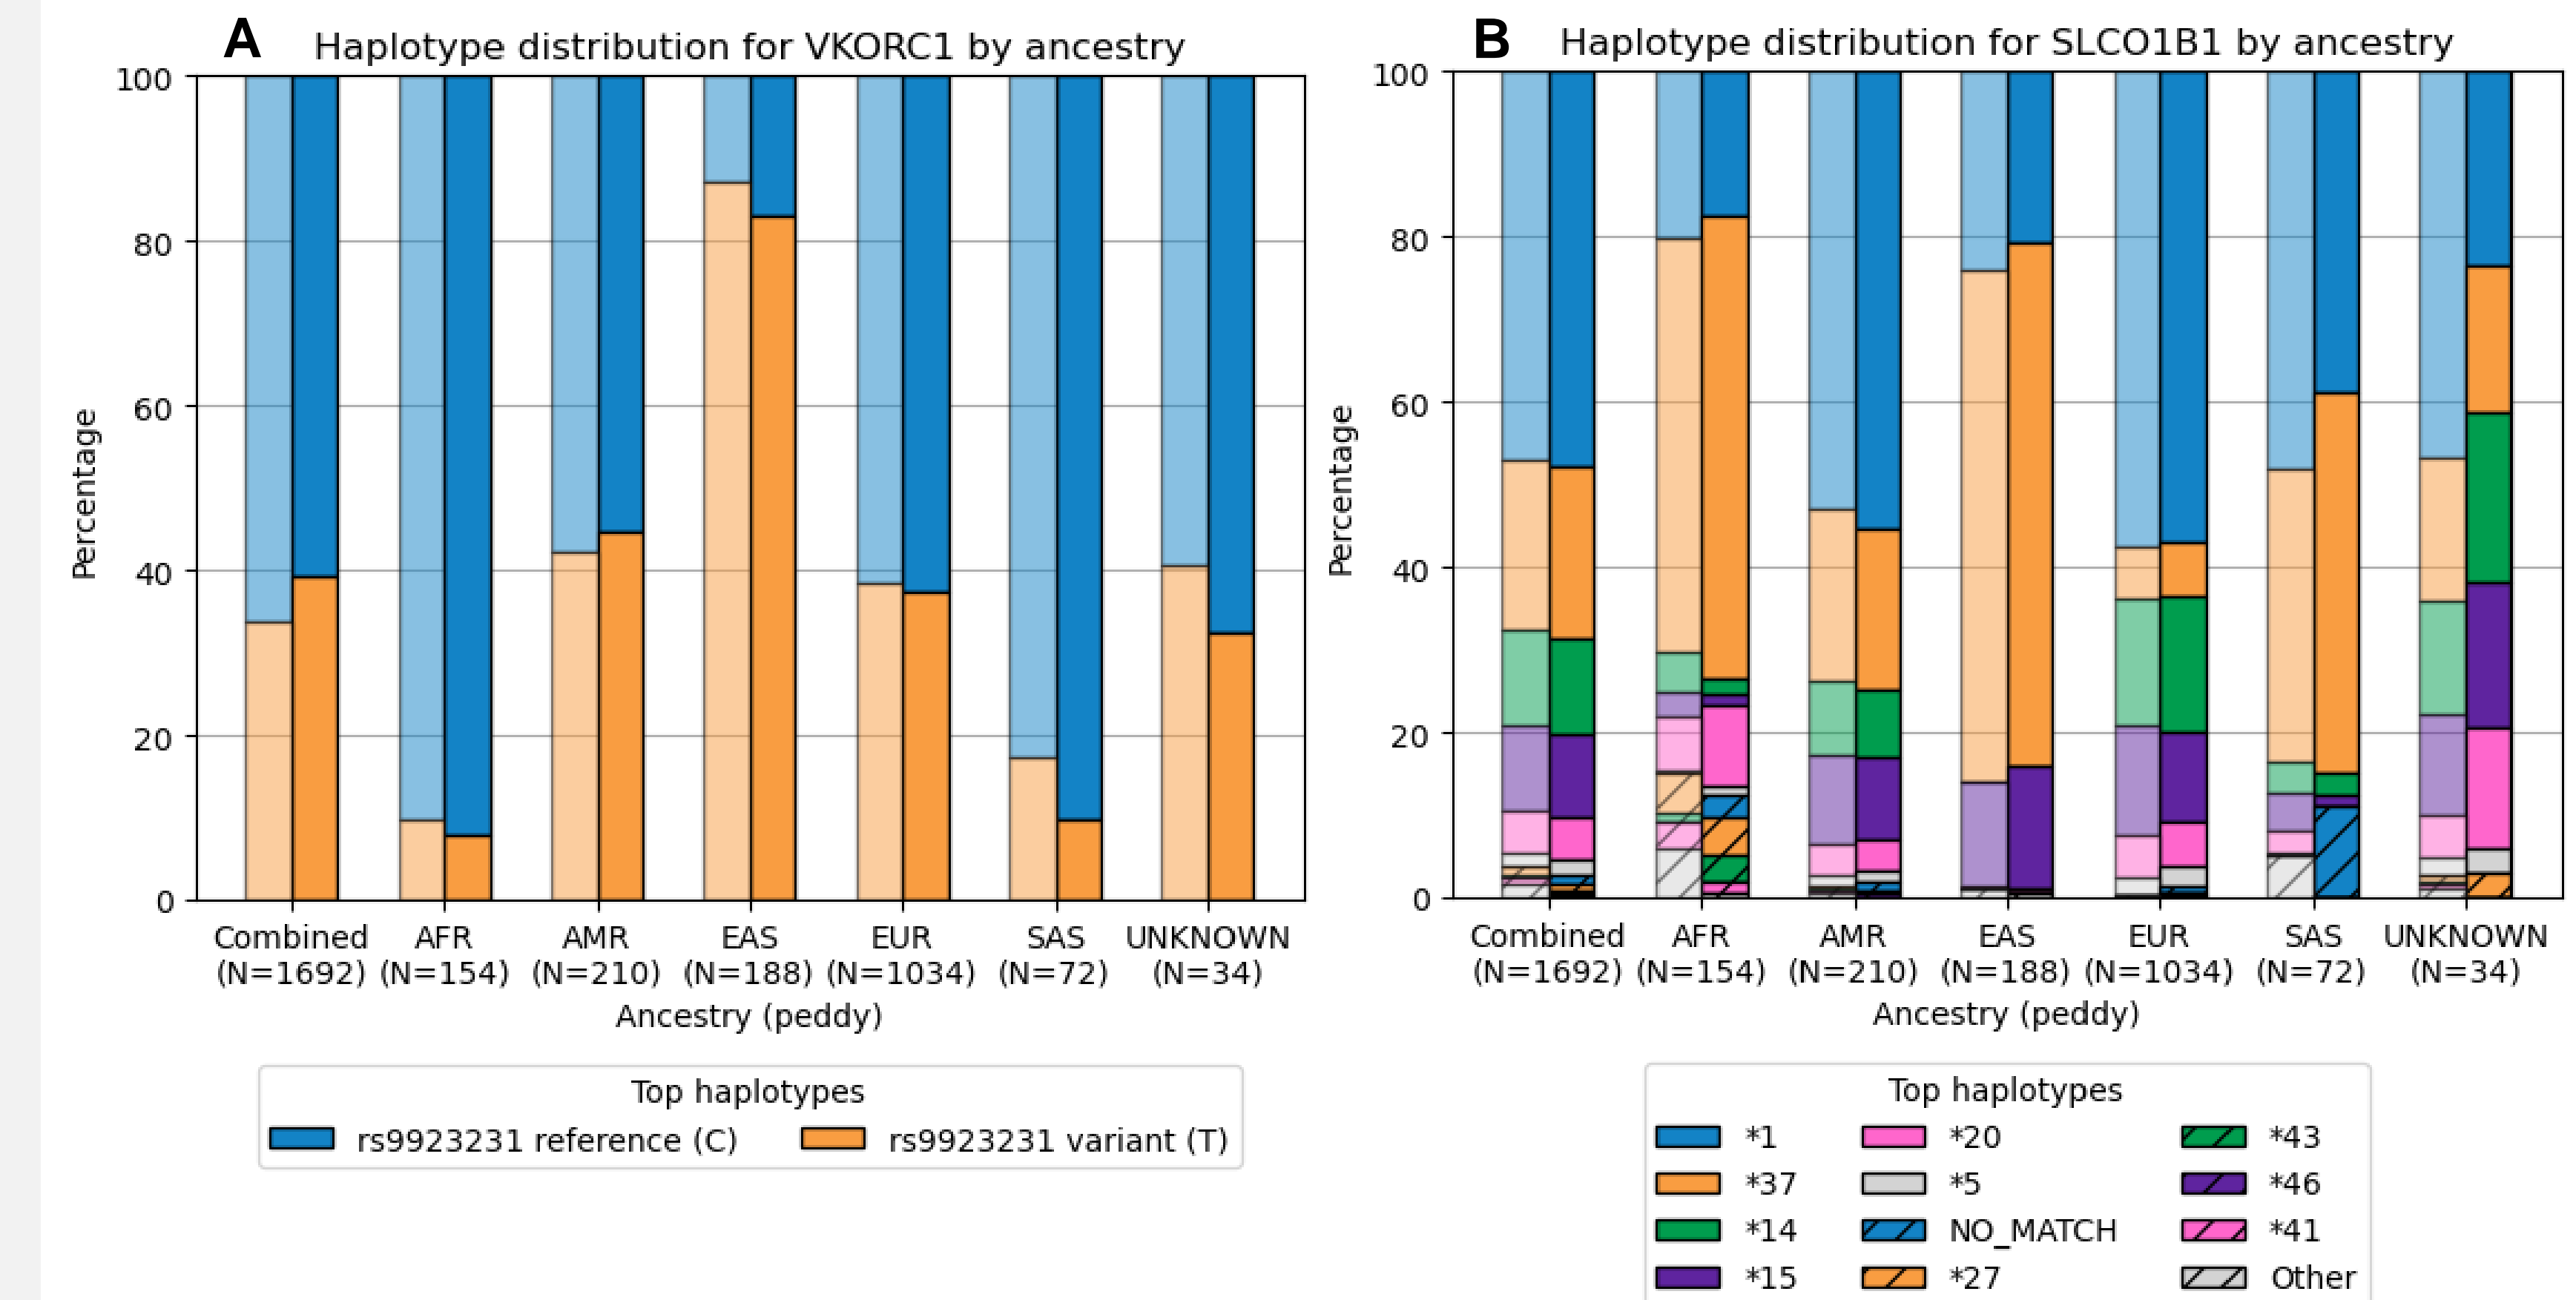 A
Haplotype distribution for VKORC1 by ancestry
100
80
60
40
20
0
Percentage
Combined AFR AMR EAS EUR SAS UNKNOWN
(N=1692) (N=154) (N=210) (N=188) (N=1034) (N=72) (N=34)
Ancestry (peddy)
Top haplotypes
rs9923231 reference (C) rs9923231 variant (T)
B
Haplotype distribution for SLCO1B1 by ancestry
100
80
60
40
20
0
Percentage
Combined AFR AMR EAS EUR SAS UNKNOWN
(N=1692) (N=154) (N=210) (N=188) (N=1034) (N=72) (N=34)
Ancestry (peddy)
Top haplotypes
*1 *20 *43
*37 *5 *46
*14 NO_MATCH *41
*15 *27 Other